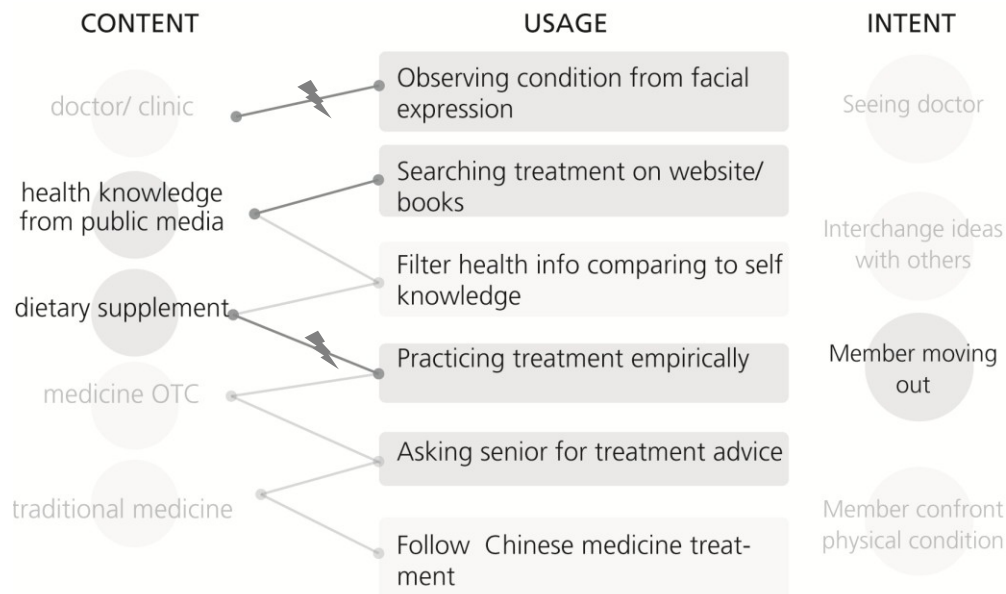 CONTENT
USAGE
INTENT
doctor/ clinic
health knowledge
from public media
dietary supplement
medicine OTC
traditional medicine
Observing condition from facial
expression
Searching treatment on website/
books
Filter health info comparing to self
knowledge
Practicing treatment empirically
Asking senior for treatment advice
Follow Chinese medicine treat-
ment
Seeing doctor
Interchange ideas
with others
Member moving
out
Member confront
physical condition